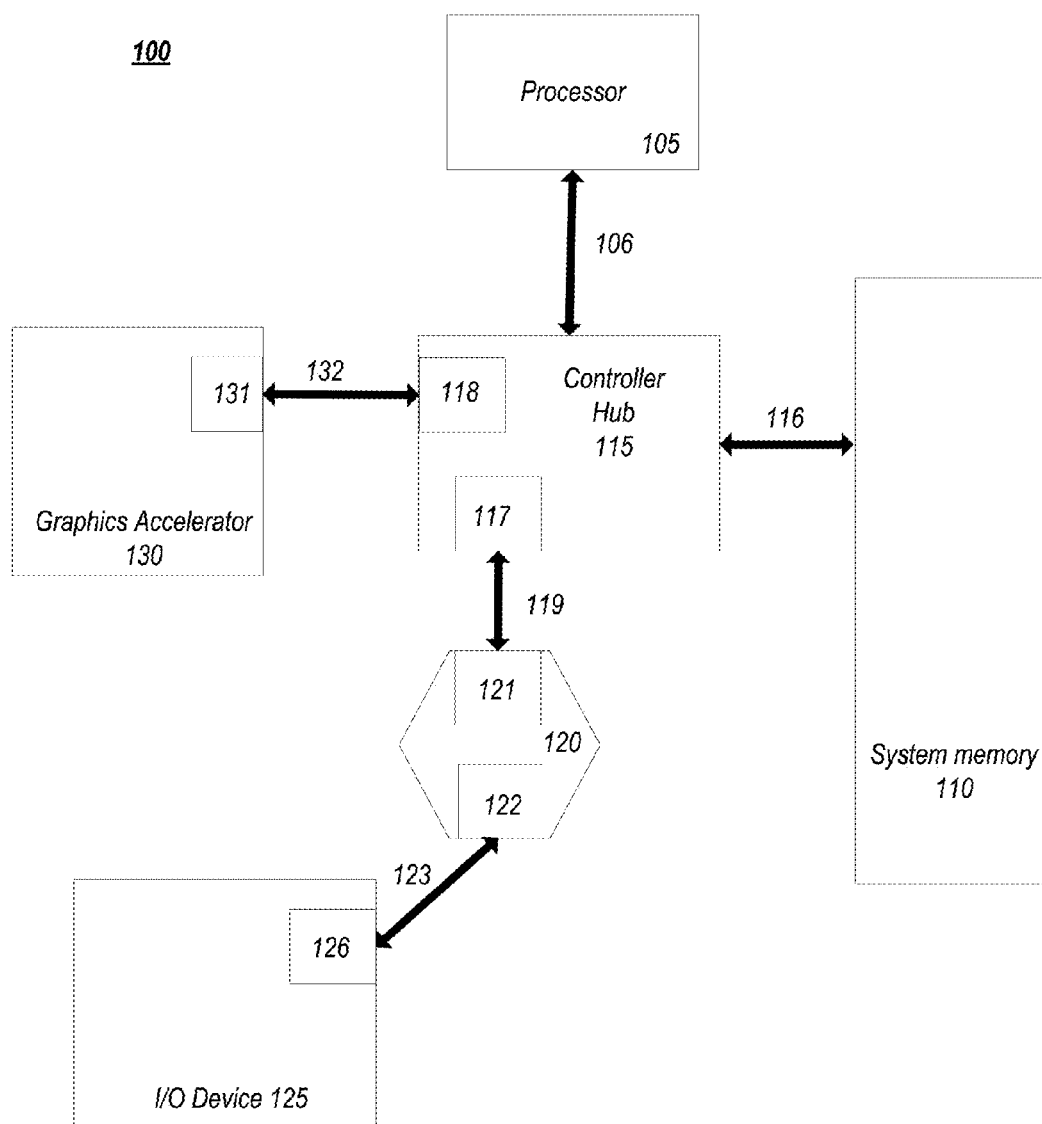 100
Processor
105
106
131
132
118
Controller
Hub
115
116
Graphics Accelerator
130
117
119
121
120
122
System memory
110
123
126
I/O Device 125